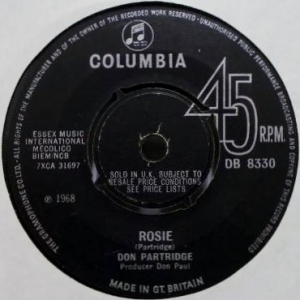 ALL RIGHTS OF THE MANUFACTURER AND OF THE OWNER OF THE RECORDED WORK RESERVED
UNAUTHORISED PUBLIC PERFORMANCE BROADCASTING AND COPYING OF THIS RECORD PROHIBITED
THE GRAMOPHONE CO. LTD.
COLUMBIA
45
R.P.M.
DB 8330
ESSEX MUSIC
INTERNATIONAL
MECOLICO
BIEM/NCB
7XCA 31697
℗ 1968
SOLD IN U.K. SUBJECT TO
RESALE PRICE CONDITIONS,
SEE PRICE LISTS
ROSIE
(Partridge)
DON PARTRIDGE
Producer Don Paul
MADE IN GT. BRITAIN